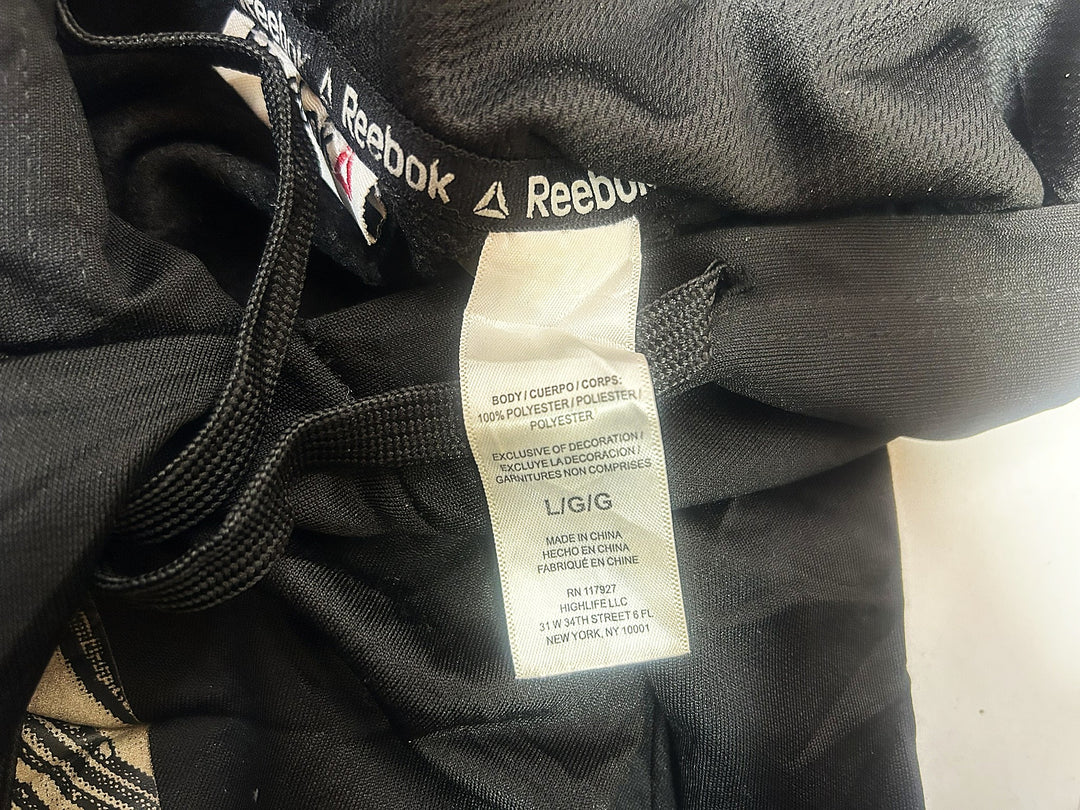 Reebok
Reebok
Reebok
BODY / CUERPO / CORPS:
100% POLYESTER / POLIESTER /
POLYESTER
EXCLUSIVE OF DECORATION /
EXCLUYE LA DECORACION /
GARNITURES NON COMPRISES
L/G/G
MADE IN CHINA
HECHO EN CHINA
FABRIQUÉ EN CHINE
RN 117927
HIGHLIFE LLC
31 W 34TH STREET 6 FL
NEW YORK, NY 10001